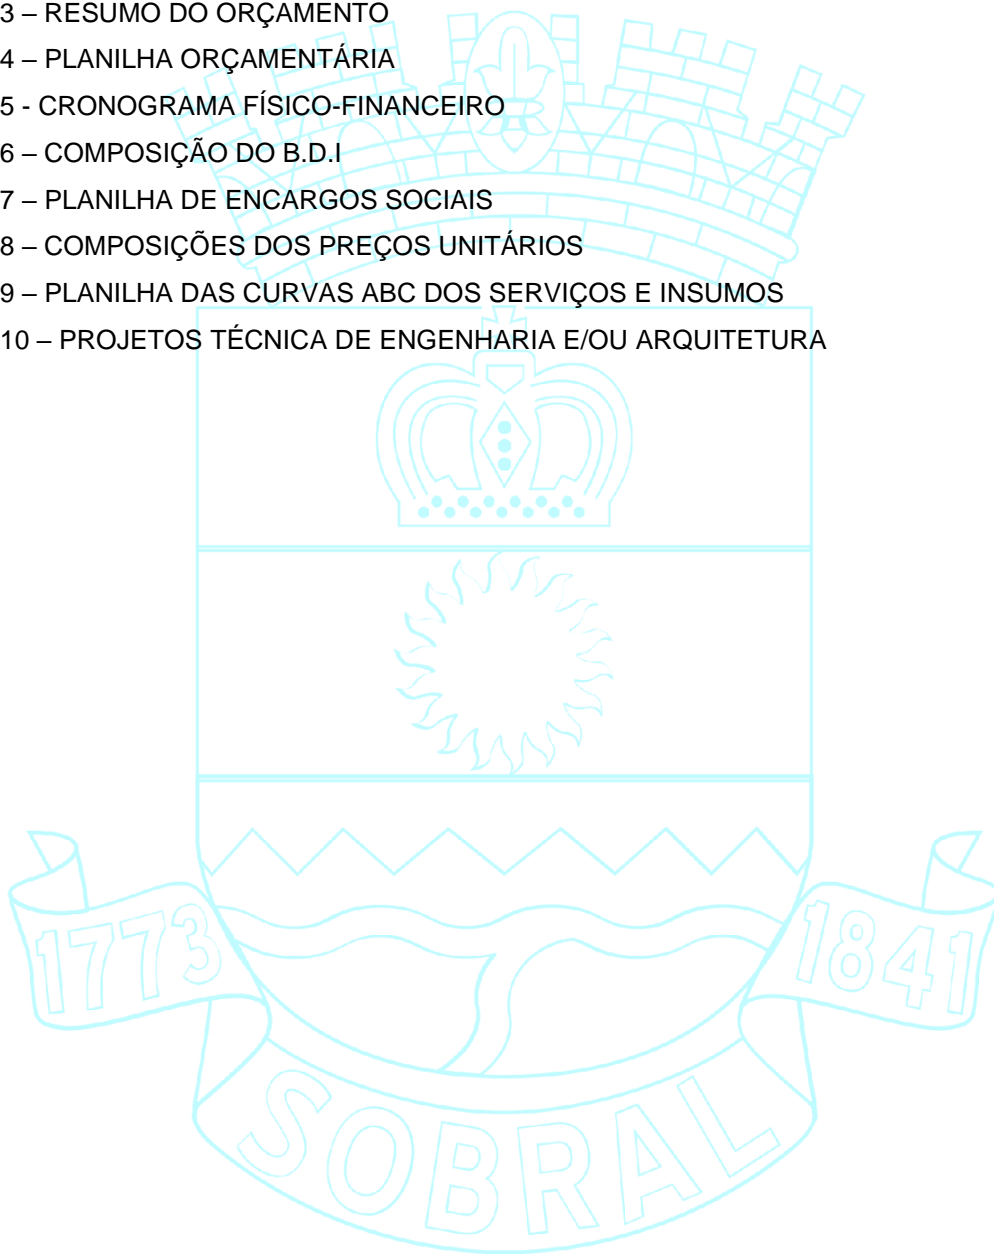 3 – RESUMO DO ORÇAMENTO
4 – PLANILHA ORÇAMENTÁRIA
5 - CRONOGRAMA FÍSICO-FINANCEIRO
6 – COMPOSIÇÃO DO B.D.I
7 – PLANILHA DE ENCARGOS SOCIAIS
8 – COMPOSIÇÕES DOS PREÇOS UNITÁRIOS
9 – PLANILHA DAS CURVAS ABC DOS SERVIÇOS E INSUMOS
10 – PROJETOS TÉCNICA DE ENGENHARIA E/OU ARQUITETURA
1773
1841
SOBRAL